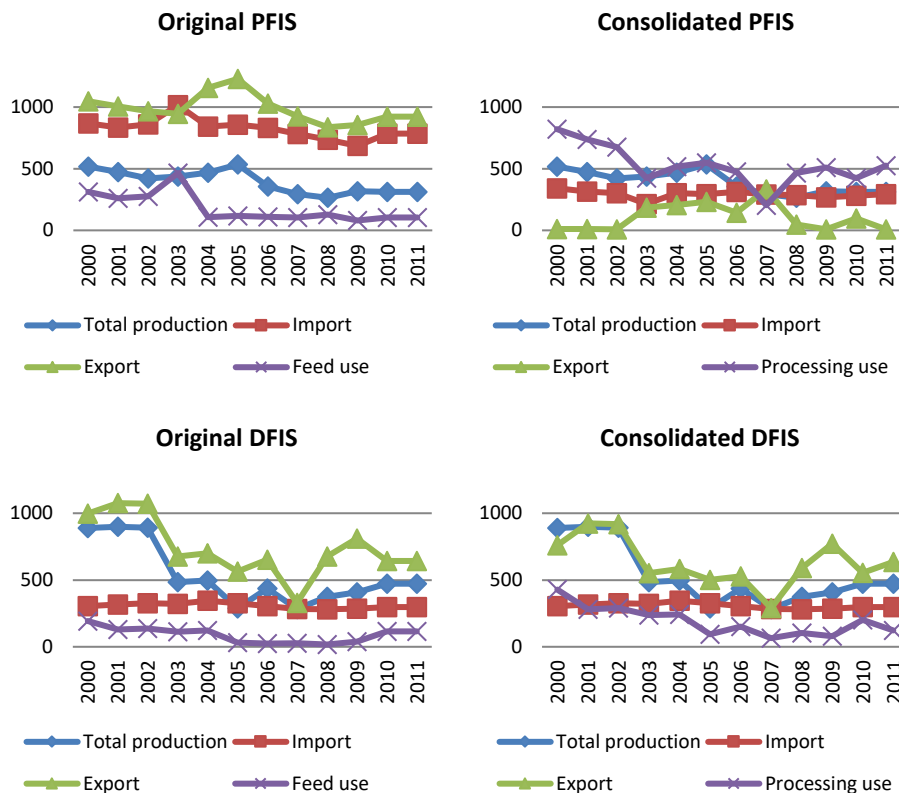 Original PFIS
1000
500
0
2000 2001 2002 2003 2004 2005 2006 2007 2008 2009 2010 2011
Total production Import
Export Feed use
Consolidated PFIS
1000
500
0
2000 2001 2002 2003 2004 2005 2006 2007 2008 2009 2010 2011
Total production Import
Export Processing use
Original DFIS
1000
500
0
2000 2001 2002 2003 2004 2005 2006 2007 2008 2009 2010 2011
Total production Import
Export Feed use
Consolidated DFIS
1000
500
0
2000 2001 2002 2003 2004 2005 2006 2007 2008 2009 2010 2011
Total production Import
Export Processing use